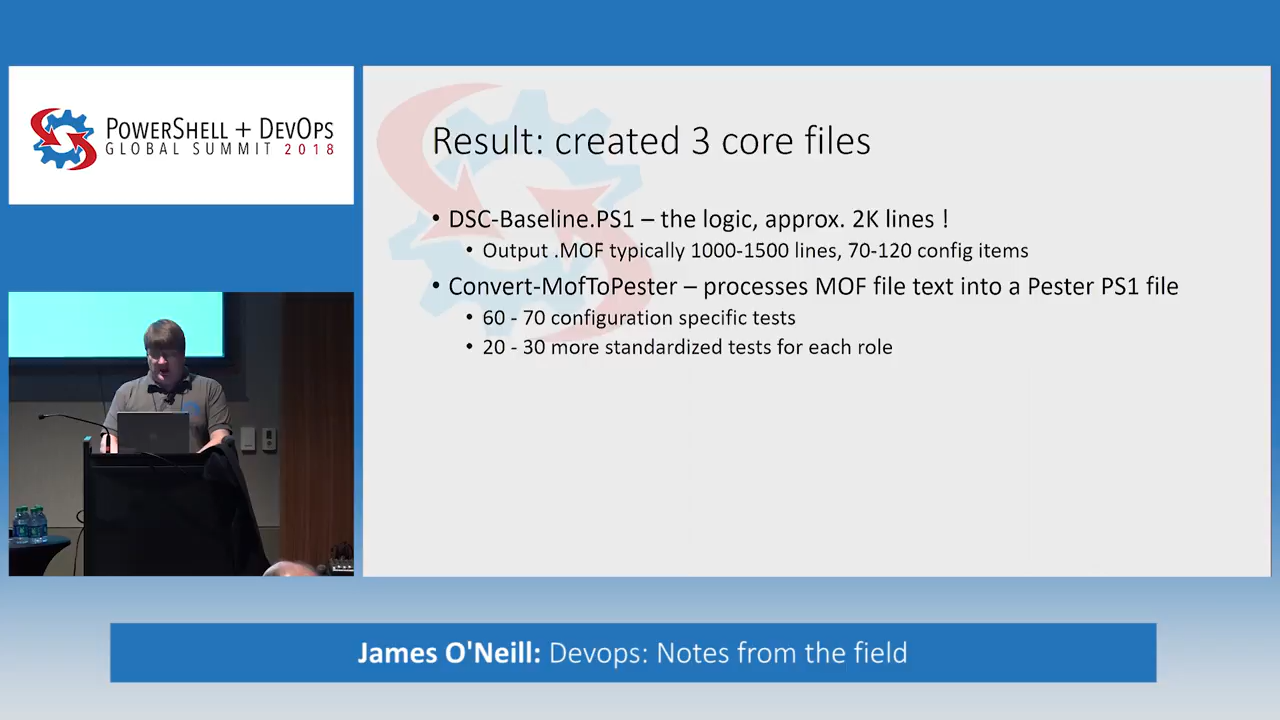 POWERSHELL + DEVOPS
GLOBAL SUMMIT 2018
Result: created 3 core files
• DSC-Baseline.PS1 – the logic, approx. 2K lines !
• Output .MOF typically 1000-1500 lines, 70-120 config items
• Convert-MofToPester – processes MOF file text into a Pester PS1 file
• 60 - 70 configuration specific tests
• 20 - 30 more standardized tests for each role
James O'Neill: Devops: Notes from the field